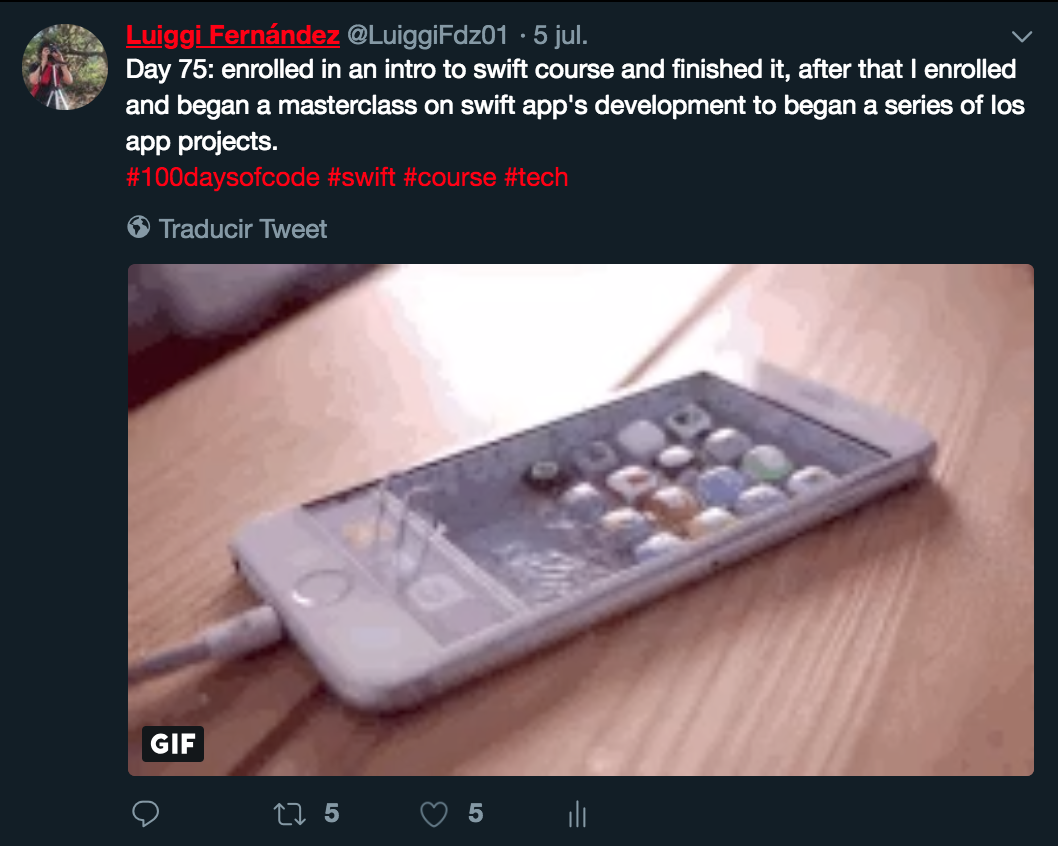 Luiggi Fernández @LuiggiFdz01 · 5 jul.
Day 75: enrolled in an intro to swift course and finished it, after that I enrolled
and began a masterclass on swift app's development to began a series of Ios
app projects.
#100daysofcode #swift #course #tech
Traducir Tweet
GIF
5 5